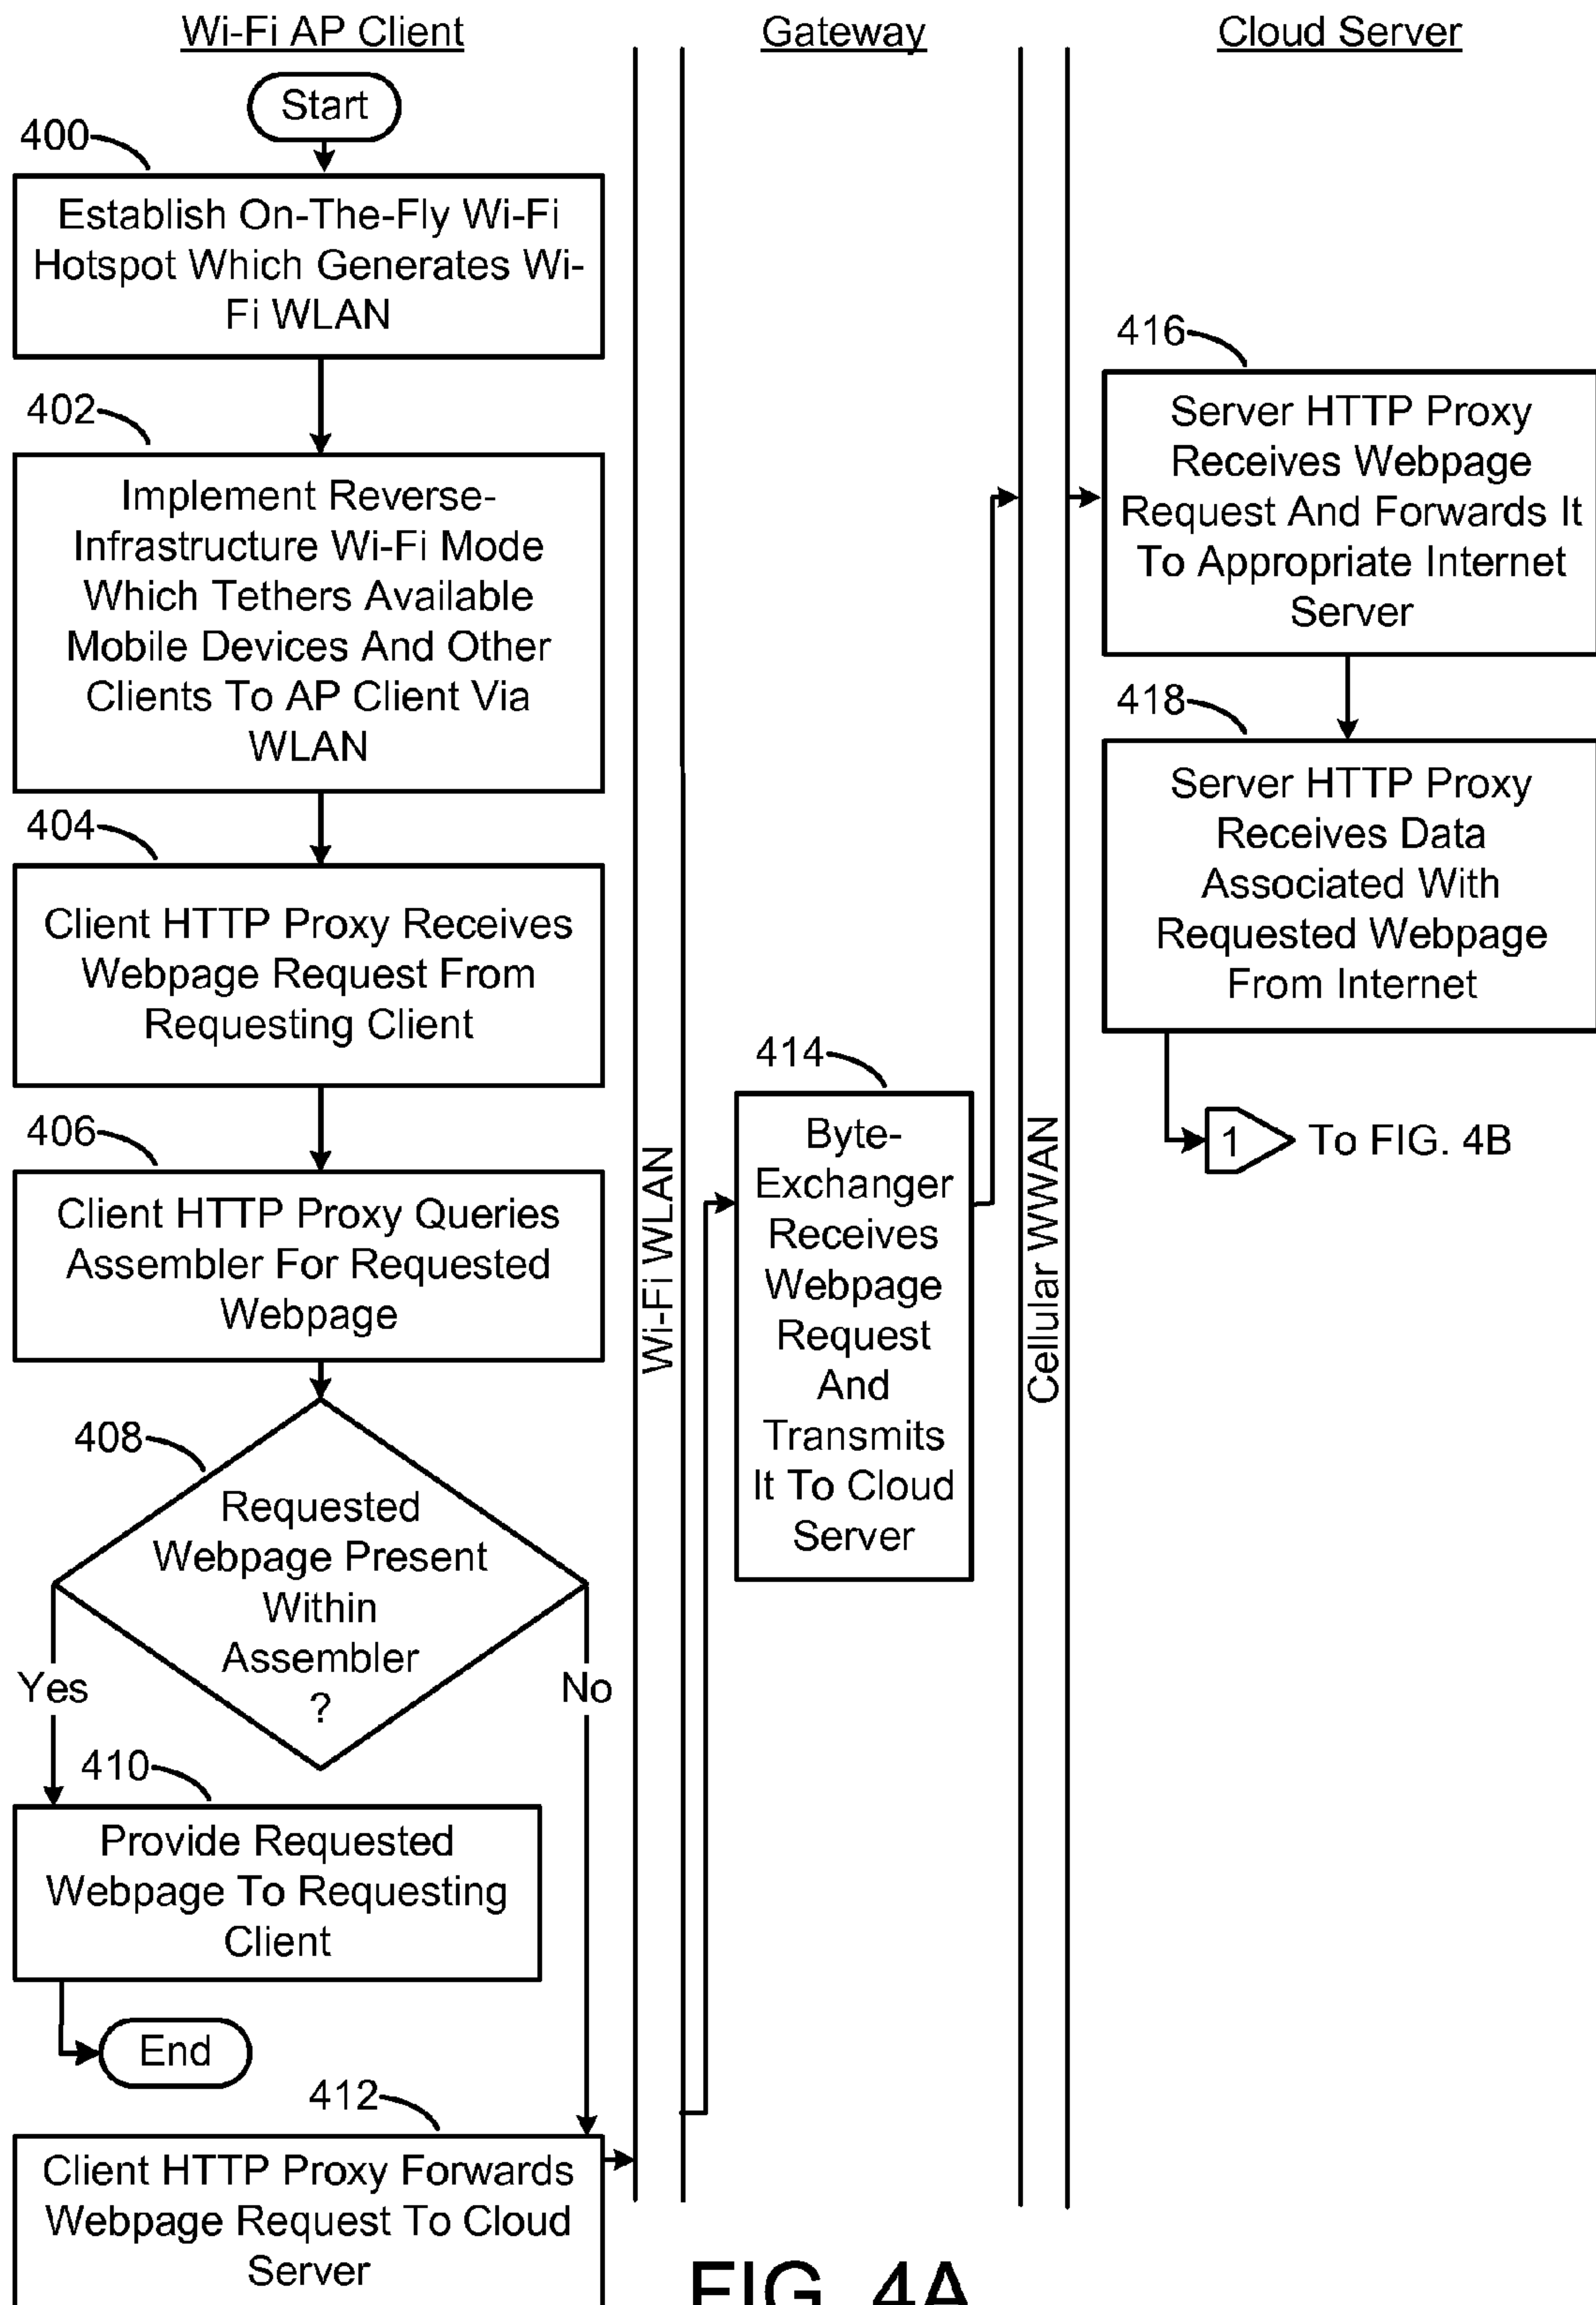 Wi-Fi AP Client
Gateway
Cloud Server
Start
400
Establish On-The-Fly Wi-Fi
Hotspot Which Generates Wi-
Fi WLAN
402
Implement Reverse-
Infrastructure Wi-Fi Mode
Which Tethers Available
Mobile Devices And Other
Clients To AP Client Via
WLAN
404
Client HTTP Proxy Receives
Webpage Request From
Requesting Client
406
Client HTTP Proxy Queries
Assembler For Requested
Webpage
408
Requested
Webpage Present
Within
Assembler
?
Yes
No
410
Provide Requested
Webpage To Requesting
Client
End
412
Client HTTP Proxy Forwards
Webpage Request To Cloud
Server
Wi-Fi WLAN
414
Byte-
Exchanger
Receives
Webpage
Request
And
Transmits
It To Cloud
Server
Cellular WWAN
416
Server HTTP Proxy
Receives Webpage
Request And Forwards It
To Appropriate Internet
Server
418
Server HTTP Proxy
Receives Data
Associated With
Requested Webpage
From Internet
1 To FIG. 4B
FIG. 4A